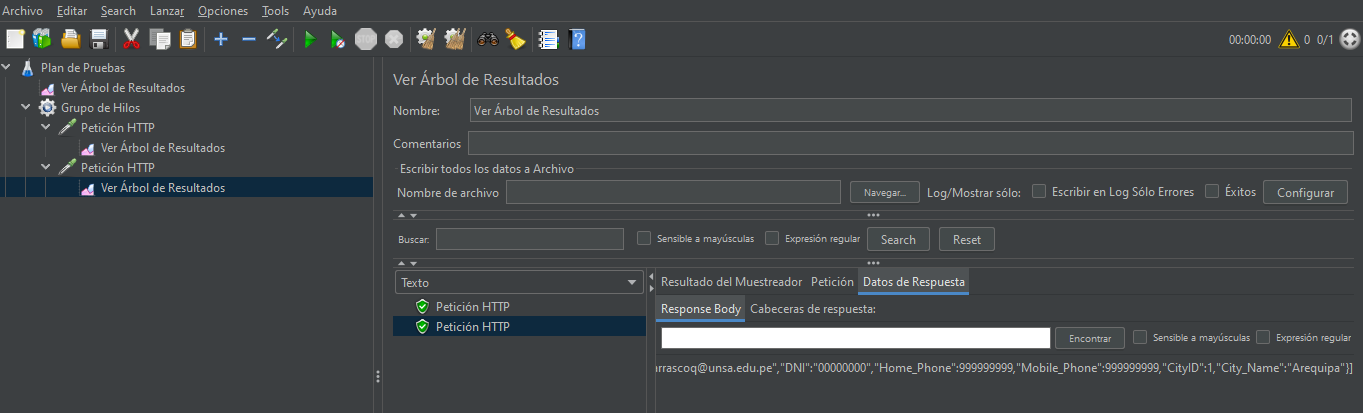 Archivo Editar Search Lanzar Opciones Tools Ayuda
STOP
00:00:00 0 0/1
Plan de Pruebas
Ver Árbol de Resultados
Grupo de Hilos
Petición HTTP
Ver Árbol de Resultados
Petición HTTP
Ver Árbol de Resultados
Ver Árbol de Resultados
Nombre: Ver Árbol de Resultados
Comentarios
Escribir todos los datos a Archivo
Nombre de archivo Navegar... Log/Mostrar sólo: Escribir en Log Sólo Errores Éxitos Configurar
Buscar: Sensible a mayúsculas Expresión regular Search Reset
Texto
Petición HTTP
Petición HTTP
Resultado del Muestreador Petición Datos de Respuesta
Response Body Cabeceras de respuesta:
Encontrar Sensible a mayúsculas Expresión regular
arrascoq@unsa.edu.pe","DNI":"00000000","Home_Phone":999999999,"Mobile_Phone":999999999,"CityID":1,"City_Name":"Arequipa"}]